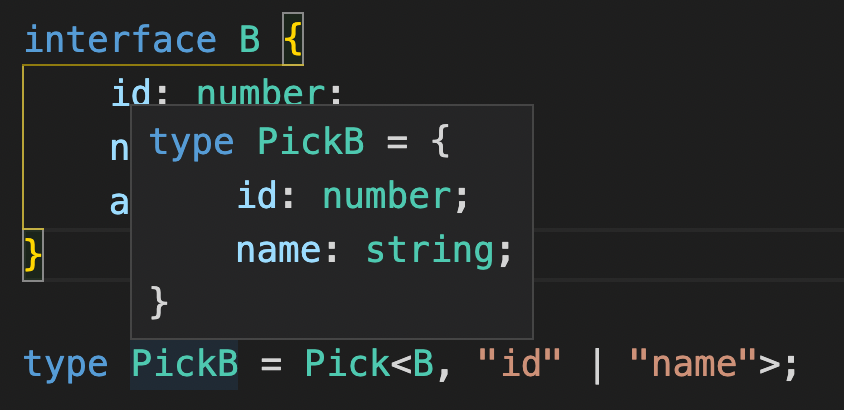 interface B {
id: number;
n
type PickB = {
id: number;
a
name: string;
}
}
type PickB = Pick<B, "id" | "name">;